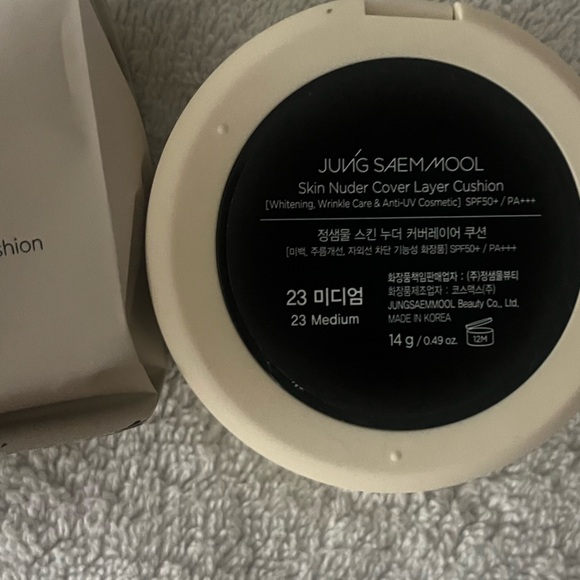 shion
JUNG SAEMMOOL
Skin Nuder Cover Layer Cushion
[Whitening, Wrinkle Care & Anti-UV Cosmetic] SPF50+ / PA+++
정샘물 스킨 누더 커버레이어 쿠션
[미백, 주름개선, 자외선 차단 기능성 화장품] SPF50+ / PA+++
23 미디엄
23 Medium
화장품책임판매업자 : (주)정샘물뷰티
화장품제조업자 : 코스맥스(주)
JUNGSAEMMOOL Beauty Co., Ltd.
MADE IN KOREA
14 g / 0.49 oz.
12M